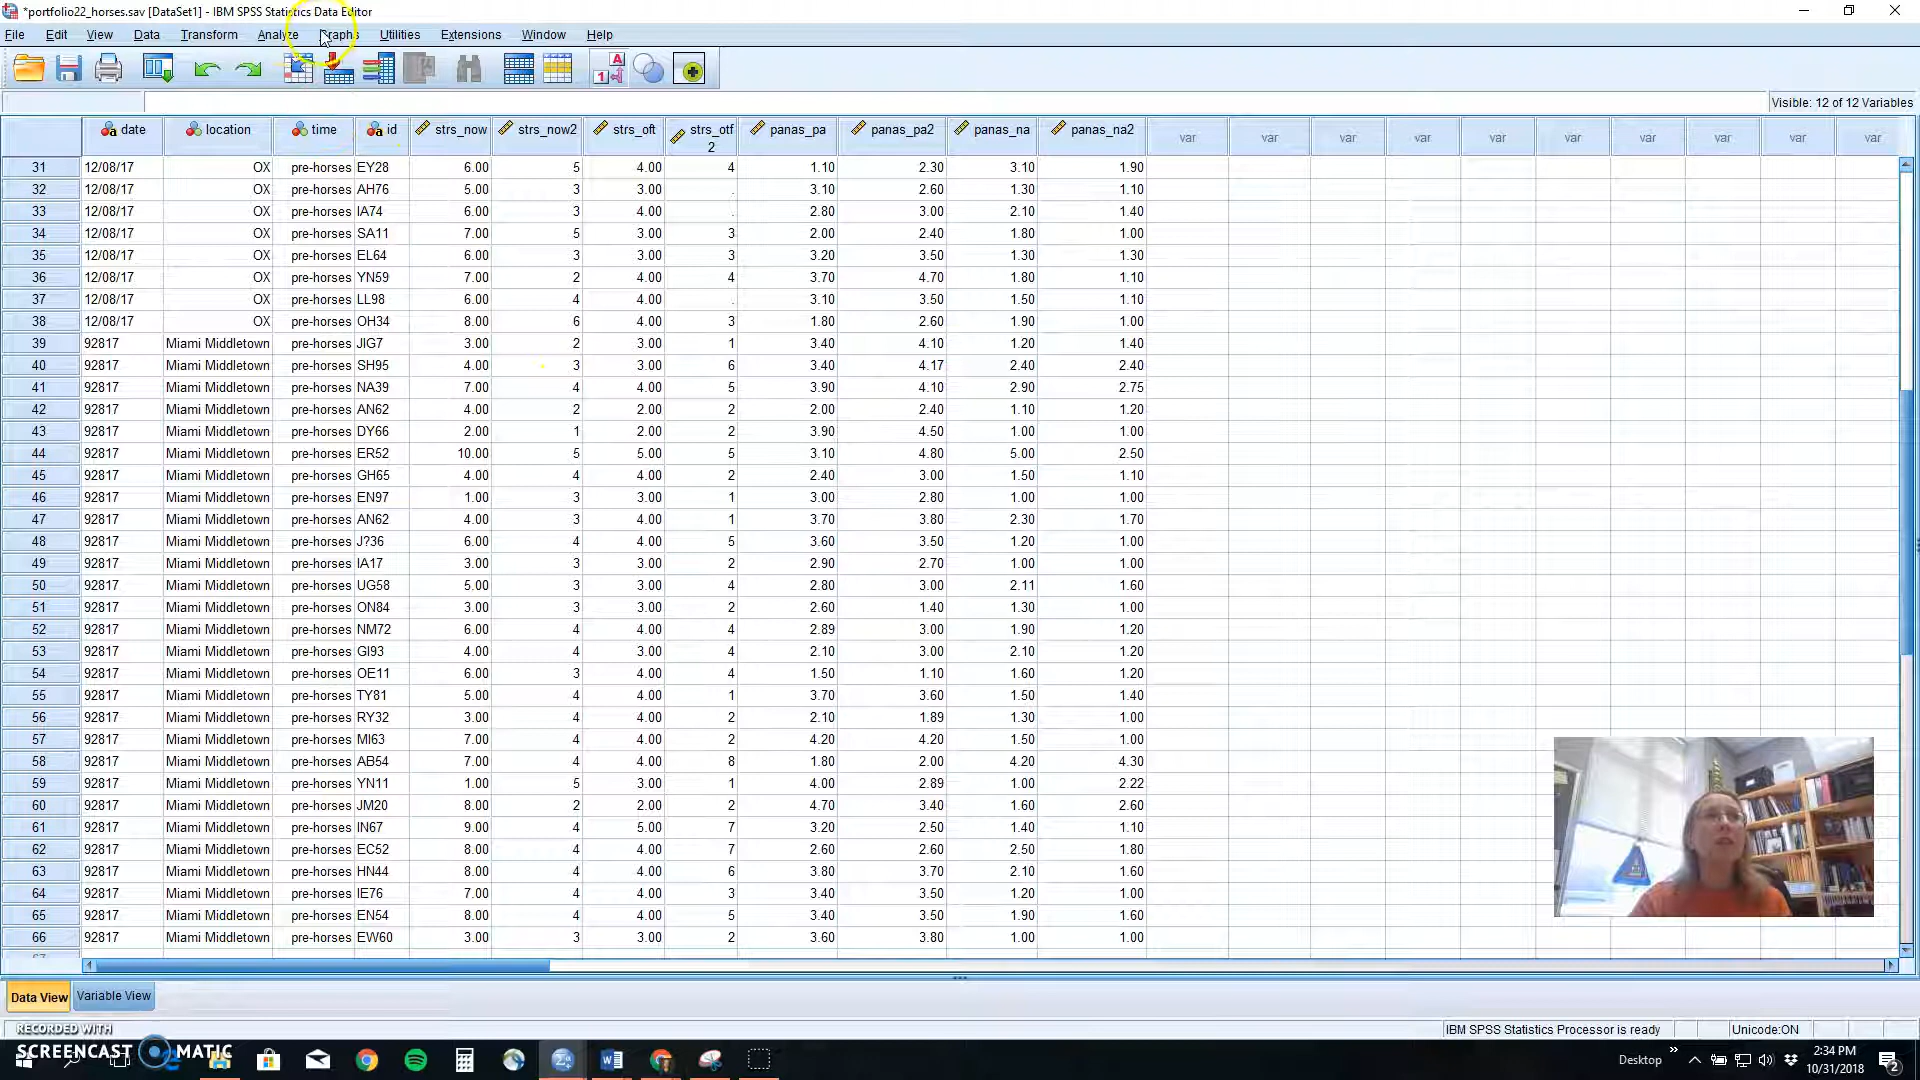 *portfolio22_horses.sav [DataSet1] - IBM SPSS Statistics Data Editor
File Edit View Data Transform Analyze Graphs Utilities Extensions Window Help
Visible: 12 of 12 Variables
date location time id strs_now strs_now2 strs_oft strs_otf2 panas_pa panas_pa2 panas_na panas_na2 var var var var var var var var var var
31 12/08/17 OX pre-horses EY28 6.00 5 4.00 4 1.10 2.30 3.10 1.90
32 12/08/17 OX pre-horses AH76 5.00 3 3.00 . 3.10 2.60 1.30 1.10
33 12/08/17 OX pre-horses IA74 6.00 3 4.00 . 2.80 3.00 2.10 1.40
34 12/08/17 OX pre-horses SA11 7.00 5 3.00 3 2.00 2.40 1.80 1.00
35 12/08/17 OX pre-horses EL64 6.00 3 3.00 3 3.20 3.50 1.30 1.30
36 12/08/17 OX pre-horses YN59 7.00 2 4.00 4 3.70 4.70 1.80 1.10
37 12/08/17 OX pre-horses LL98 6.00 4 4.00 . 3.10 3.50 1.50 1.10
38 12/08/17 OX pre-horses OH34 8.00 6 4.00 3 1.80 2.60 1.90 1.00
39 92817 Miami Middletown pre-horses JIG7 3.00 2 3.00 1 3.40 4.10 1.20 1.40
40 92817 Miami Middletown pre-horses SH95 4.00 3 3.00 6 3.40 4.17 2.40 2.40
41 92817 Miami Middletown pre-horses NA39 7.00 4 4.00 5 3.90 4.10 2.90 2.75
42 92817 Miami Middletown pre-horses AN62 4.00 2 2.00 2 2.00 2.40 1.10 1.20
43 92817 Miami Middletown pre-horses DY66 2.00 1 2.00 2 3.90 4.50 1.00 1.00
44 92817 Miami Middletown pre-horses ER52 10.00 5 5.00 5 3.10 4.80 5.00 2.50
45 92817 Miami Middletown pre-horses GH65 4.00 4 4.00 2 2.40 3.00 1.50 1.10
46 92817 Miami Middletown pre-horses EN97 1.00 3 3.00 1 3.00 2.80 1.00 1.00
47 92817 Miami Middletown pre-horses AN62 4.00 3 4.00 1 3.70 3.80 2.30 1.70
48 92817 Miami Middletown pre-horses J?36 6.00 4 4.00 5 3.60 3.50 1.20 1.00
49 92817 Miami Middletown pre-horses IA17 3.00 3 3.00 2 2.90 2.70 1.00 1.00
50 92817 Miami Middletown pre-horses UG58 5.00 3 3.00 4 2.80 3.00 2.11 1.60
51 92817 Miami Middletown pre-horses ON84 3.00 3 3.00 2 2.60 1.40 1.30 1.00
52 92817 Miami Middletown pre-horses NM72 6.00 4 4.00 4 2.89 3.00 1.90 1.20
53 92817 Miami Middletown pre-horses GI93 4.00 4 4.00 4 2.10 3.00 2.10 1.20
54 92817 Miami Middletown pre-horses OE11 6.00 3 4.00 4 1.50 1.10 1.60 1.20
55 92817 Miami Middletown pre-horses TY81 5.00 4 4.00 1 3.70 3.60 1.50 1.40
56 92817 Miami Middletown pre-horses RY32 3.00 4 4.00 2 2.10 1.89 1.30 1.00
57 92817 Miami Middletown pre-horses MI63 7.00 4 4.00 2 4.20 4.20 1.50 1.00
58 92817 Miami Middletown pre-horses AB54 7.00 4 4.00 8 1.80 2.00 4.20 4.30
59 92817 Miami Middletown pre-horses YN11 1.00 5 3.00 1 4.00 2.89 1.00 2.22
60 92817 Miami Middletown pre-horses JM20 8.00 2 2.00 2 4.70 3.40 1.60 2.60
61 92817 Miami Middletown pre-horses IN67 9.00 4 5.00 7 3.20 2.50 1.40 1.10
62 92817 Miami Middletown pre-horses EC52 8.00 4 4.00 7 2.60 2.60 2.50 1.80
63 92817 Miami Middletown pre-horses HN44 8.00 4 4.00 6 3.80 3.70 2.10 1.60
64 92817 Miami Middletown pre-horses IE76 7.00 4 4.00 3 3.40 3.50 1.20 1.00
65 92817 Miami Middletown pre-horses EN54 8.00 4 4.00 5 3.40 3.50 1.90 1.60
66 92817 Miami Middletown pre-horses EW60 3.00 3 3.00 2 3.60 3.80 1.00 1.00
Data View Variable View
IBM SPSS Statistics Processor is ready Unicode:ON
RECORDED WITH
SCREENCAST MATIC
Desktop
2:34 PM
10/31/2018
2